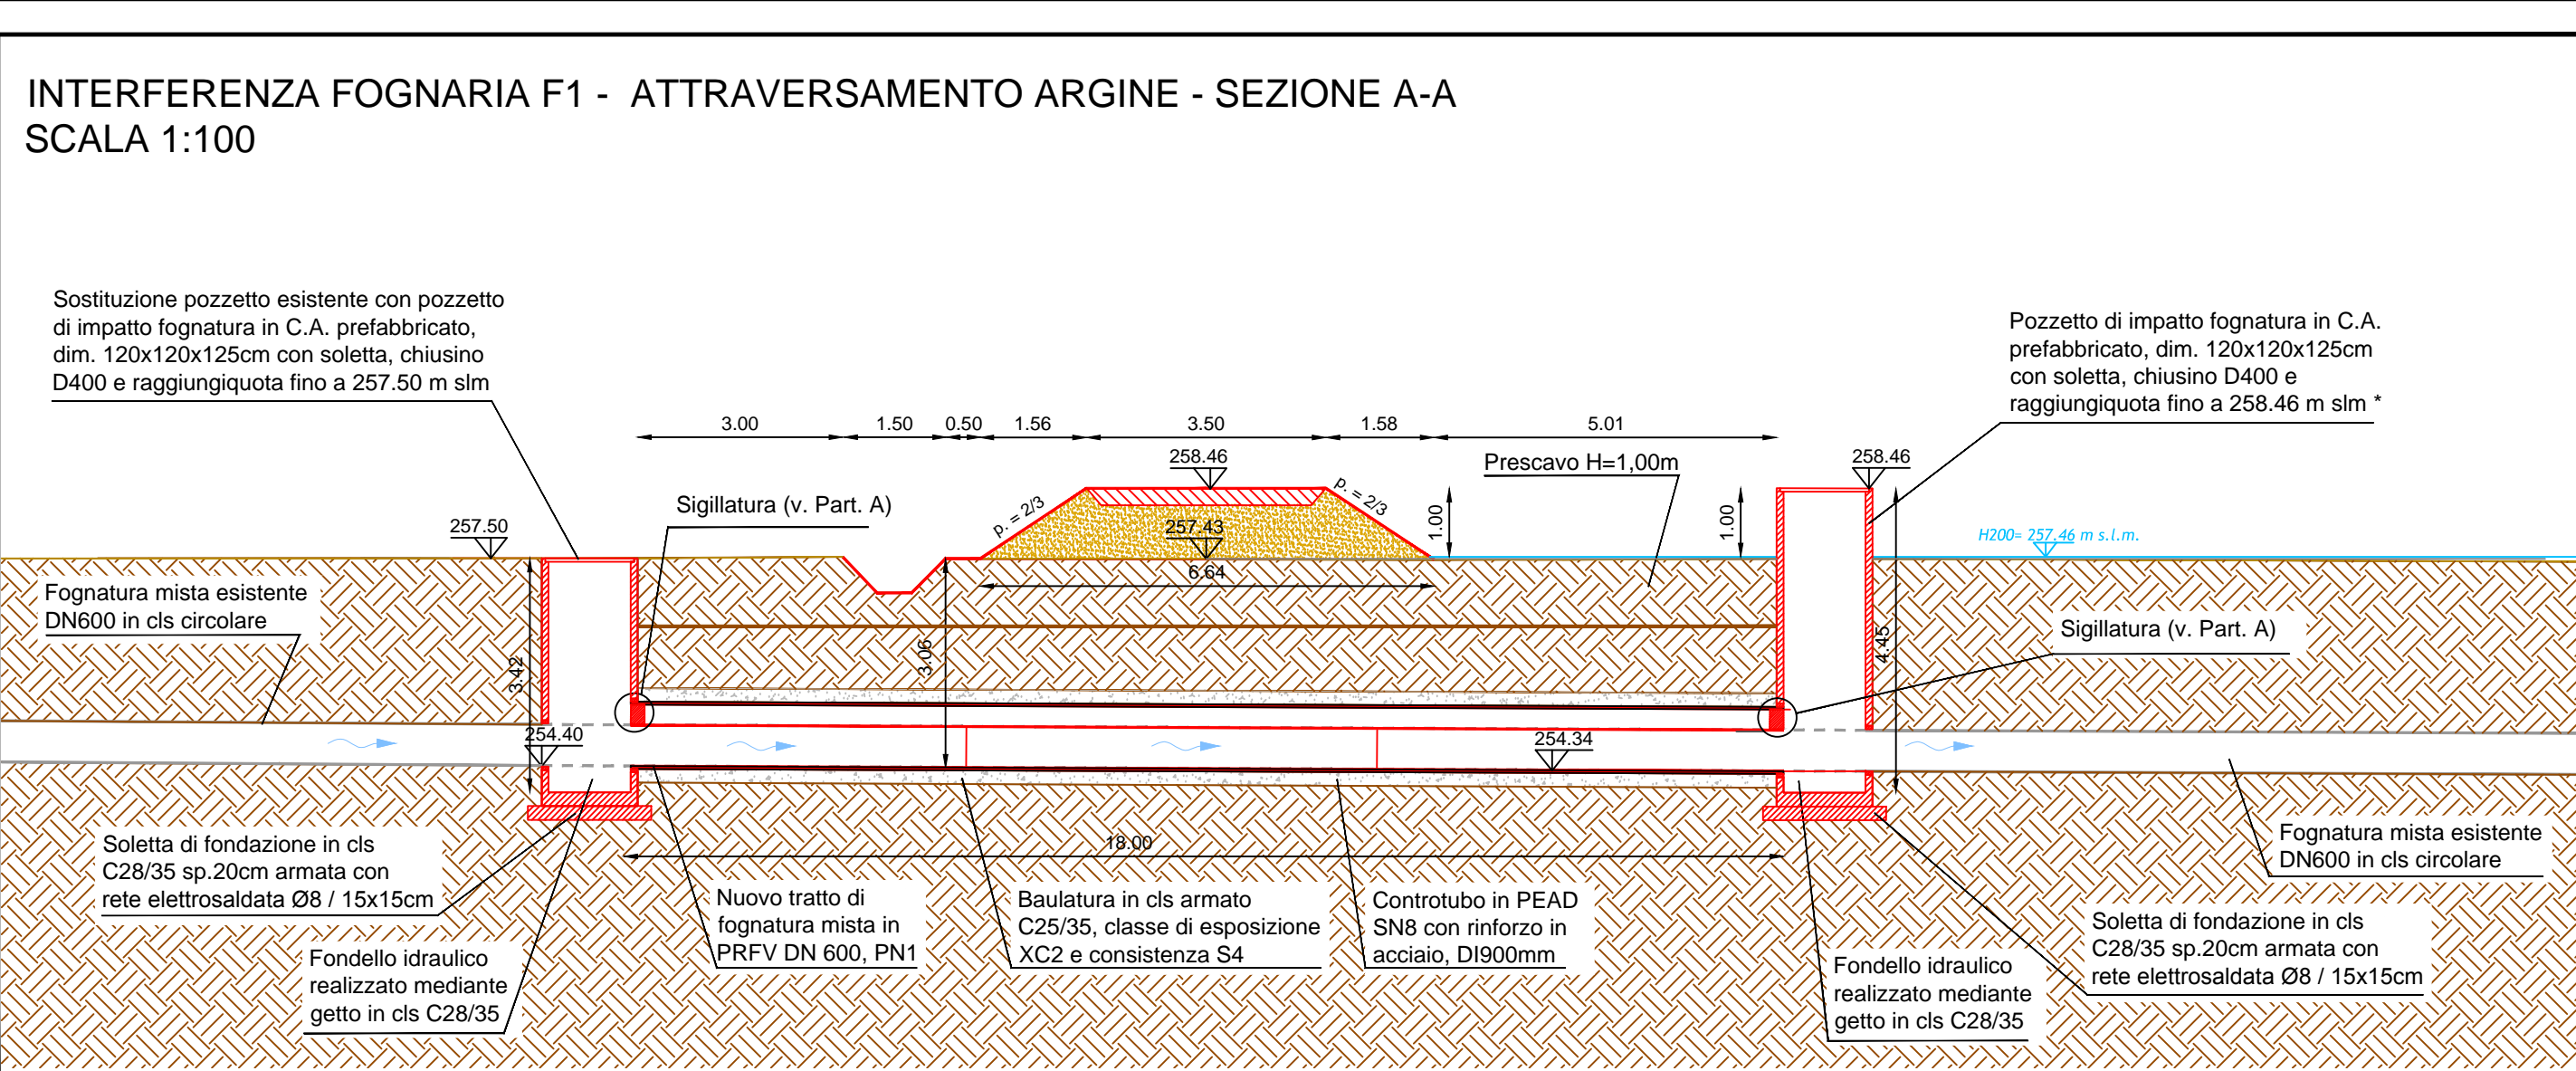 INTERFERENZA FOGNARIA F1 - ATTRAVERSAMENTO ARGINE - SEZIONE A-A
SCALA 1:100
Sostituzione pozzetto esistente con pozzetto
di impatto fognatura in C.A. prefabbricato,
dim. 120x120x125cm con soletta, chiusino
D400 e raggiungiquota fino a 257.50 m slm
Pozzetto di impatto fognatura in C.A.
prefabbricato, dim. 120x120x125cm
con soletta, chiusino D400 e
raggiungiquota fino a 258.46 m slm *
3.00
1.50
0.50
1.56
3.50
1.58
5.01
258.46
Prescavo H=1,00m
258.46
Sigillatura (v. Part. A)
p. = 2/3
p. = 2/3
257.50
257.43
1.00
1.00
H200= 257.46 m s.l.m.
6.64
Fognatura mista esistente
DN600 in cls circolare
Sigillatura (v. Part. A)
3.42
3.06
4.45
254.40
254.34
18.00
Soletta di fondazione in cls
C28/35 sp.20cm armata con
rete elettrosaldata Ø8 / 15x15cm
Fondello idraulico
realizzato mediante
getto in cls C28/35
Nuovo tratto di
fognatura mista in
PRFV DN 600, PN1
Baulatura in cls armato
C25/35, classe di esposizione
XC2 e consistenza S4
Controtubo in PEAD
SN8 con rinforzo in
acciaio, DI900mm
Fondello idraulico
realizzato mediante
getto in cls C28/35
Fognatura mista esistente
DN600 in cls circolare
Soletta di fondazione in cls
C28/35 sp.20cm armata con
rete elettrosaldata Ø8 / 15x15cm